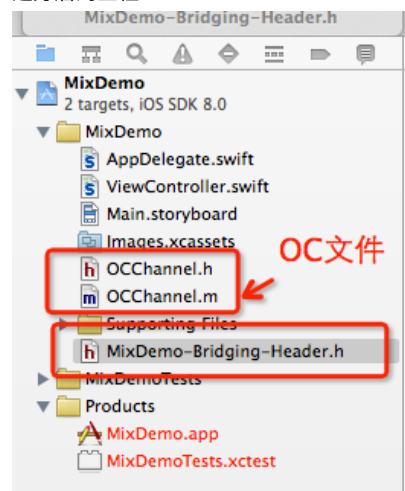 MixDemo-Bridging-Header.h
MixDemo
2 targets, iOS SDK 8.0
MixDemo
AppDelegate.swift
ViewController.swift
Main.storyboard
Images.xcassets
OC文件
h OCChannel.h
m OCChannel.m
Supporting Files
h MixDemo-Bridging-Header.h
MixDemoTests
Products
MixDemo.app
MixDemoTests.xctest